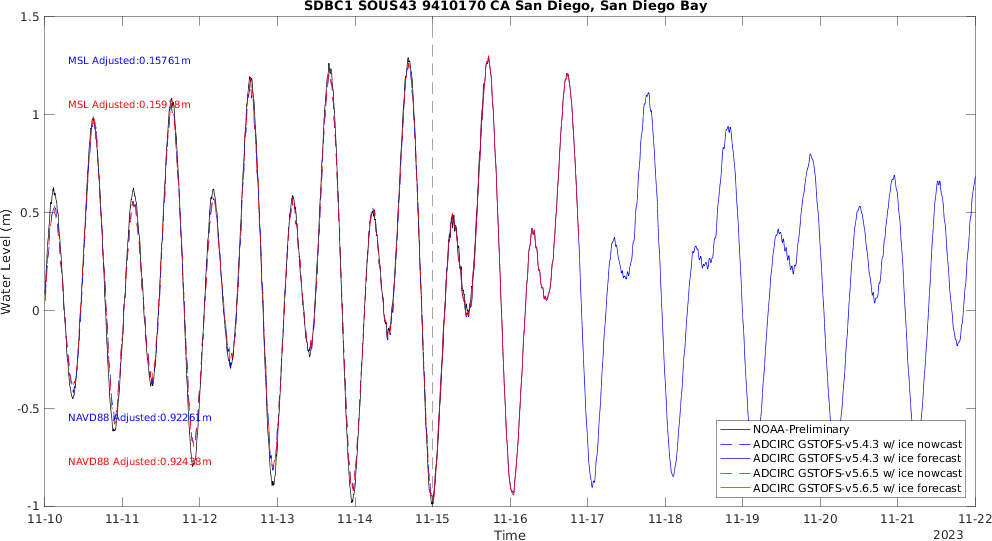 SDBC1 SOUS43 9410170 CA San Diego, San Diego Bay
1.5
MSL Adjusted:0.15761m
MSL Adjusted:0.15918m
1
0.5
Water Level (m)
0
-0.5
NAVD88 Adjusted:0.92261m
NAVD88 Adjusted:0.92438m
NOAA-Preliminary
ADCIRC GSTOFS-v5.4.3 w/ ice nowcast
ADCIRC GSTOFS-v5.4.3 w/ ice forecast
ADCIRC GSTOFS-v5.6.5 w/ ice nowcast
ADCIRC GSTOFS-v5.6.5 w/ ice forecast
-1
11-10 11-11 11-12 11-13 11-14 11-15 11-16 11-17 11-18 11-19 11-20 11-21 11-22
Time
2023